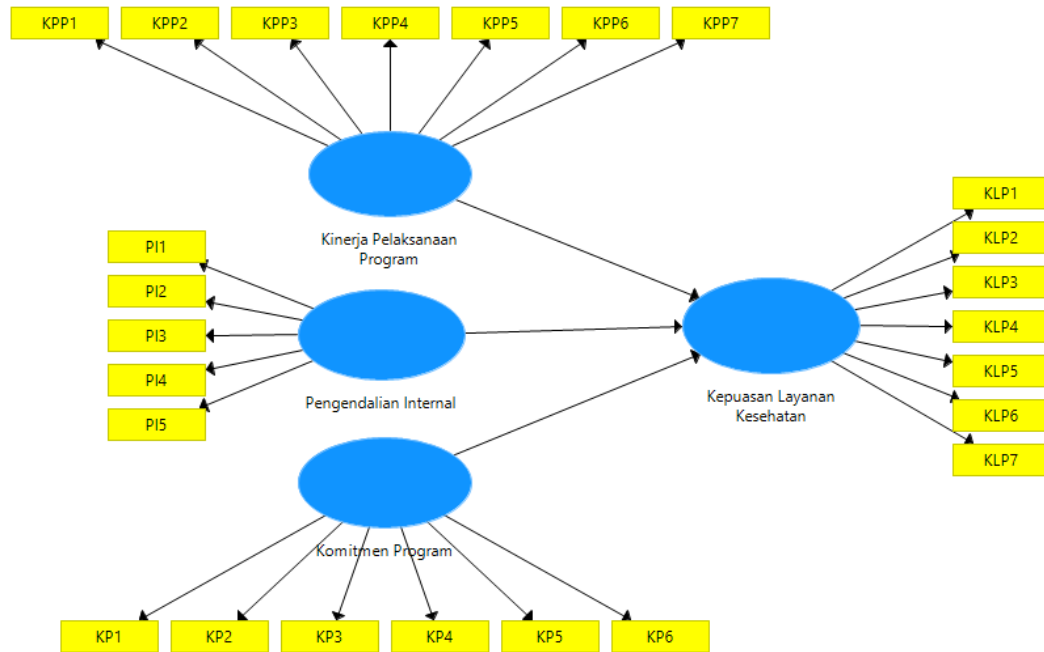 KPP1 KPP2 KPP3 KPP4 KPP5 KPP6 KPP7
Kinerja Pelaksanaan
Program
PI1
PI2
PI3
PI4
PI5
Pengendalian Internal
Komitmen Program
KP1 KP2 KP3 KP4 KP5 KP6
Kepuasan Layanan
Kesehatan
KLP1
KLP2
KLP3
KLP4
KLP5
KLP6
KLP7